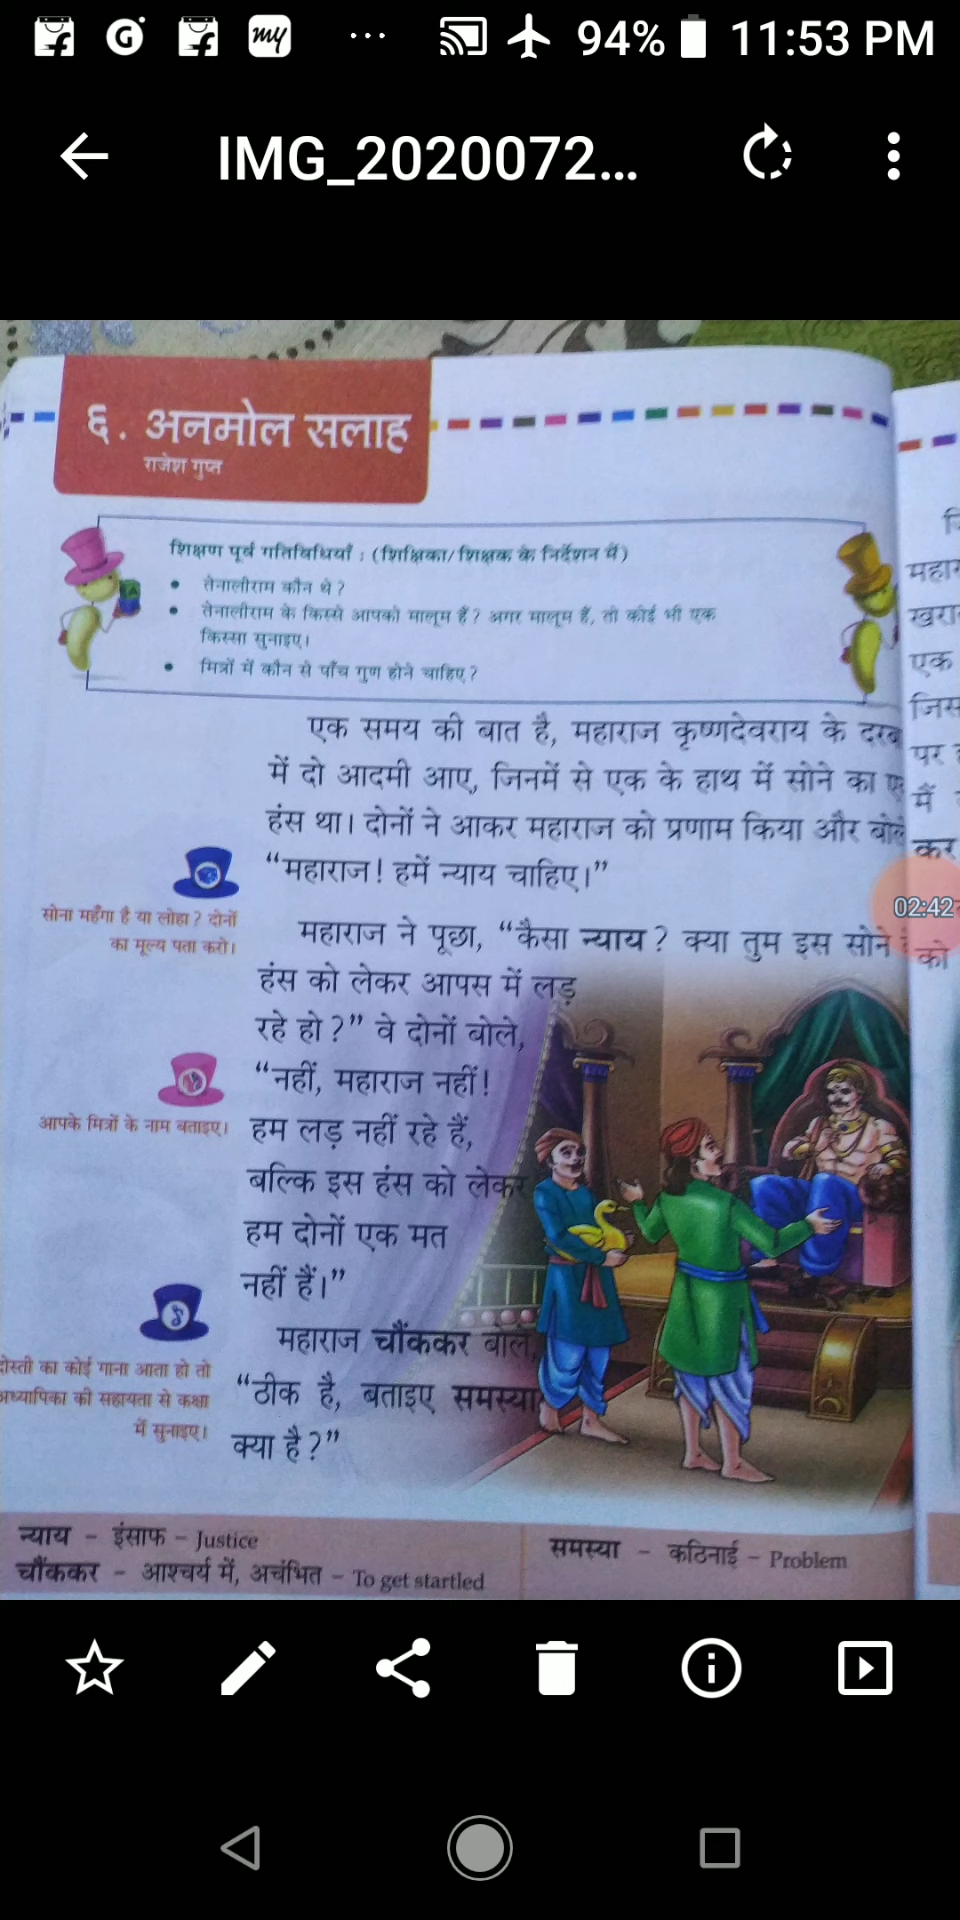 94% 11:53 PM
IMG_2020072...
६. अनमोल सलाह
राजेश गुप्त
शिक्षण पूर्व गतिविधियाँ : (शिक्षिका/शिक्षक के निर्देशन में)
• तेनालीराम कौन थे ?
• तेनालीराम के किस्से आपको मालूम हैं ? अगर मालूम हैं, तो कोई भी एक
किस्सा सुनाइए।
• मित्रों में कौन से पाँच गुण होने चाहिए ?
एक समय की बात है, महाराज कृष्णदेवराय के
में दो आदमी आए, जिनमें से एक के हाथ में सोने का
हंस था। दोनों ने आकर महाराज को प्रणाम किया और
“महाराज! हमें न्याय चाहिए।”
सोना महँगा है या लोहा ? दोनों
का मूल्य पता करो।
महाराज ने पूछा, “कैसा न्याय ? क्या तुम इस सोने
हंस को लेकर आपस में लड़
रहे हो ?” वे दोनों बोले,
“नहीं, महाराज नहीं!
आपके मित्रों के नाम बताइए।
हम लड़ नहीं रहे हैं,
बल्कि इस हंस को लेकर
हम दोनों एक मत
नहीं हैं।”
महाराज चौंककर बोले,
दोस्ती का कोई गाना आता हो तो
अध्यापिका की सहायता से कक्षा
में सुनाइए।
“ठीक है, बताइए समस्या
क्या है ?”
न्याय - इंसाफ - Justice
चौंककर - आश्चर्य में, अचंभित - To get startled
समस्या - कठिनाई - Problem
एक
पर
मैं
कर
02:42
को